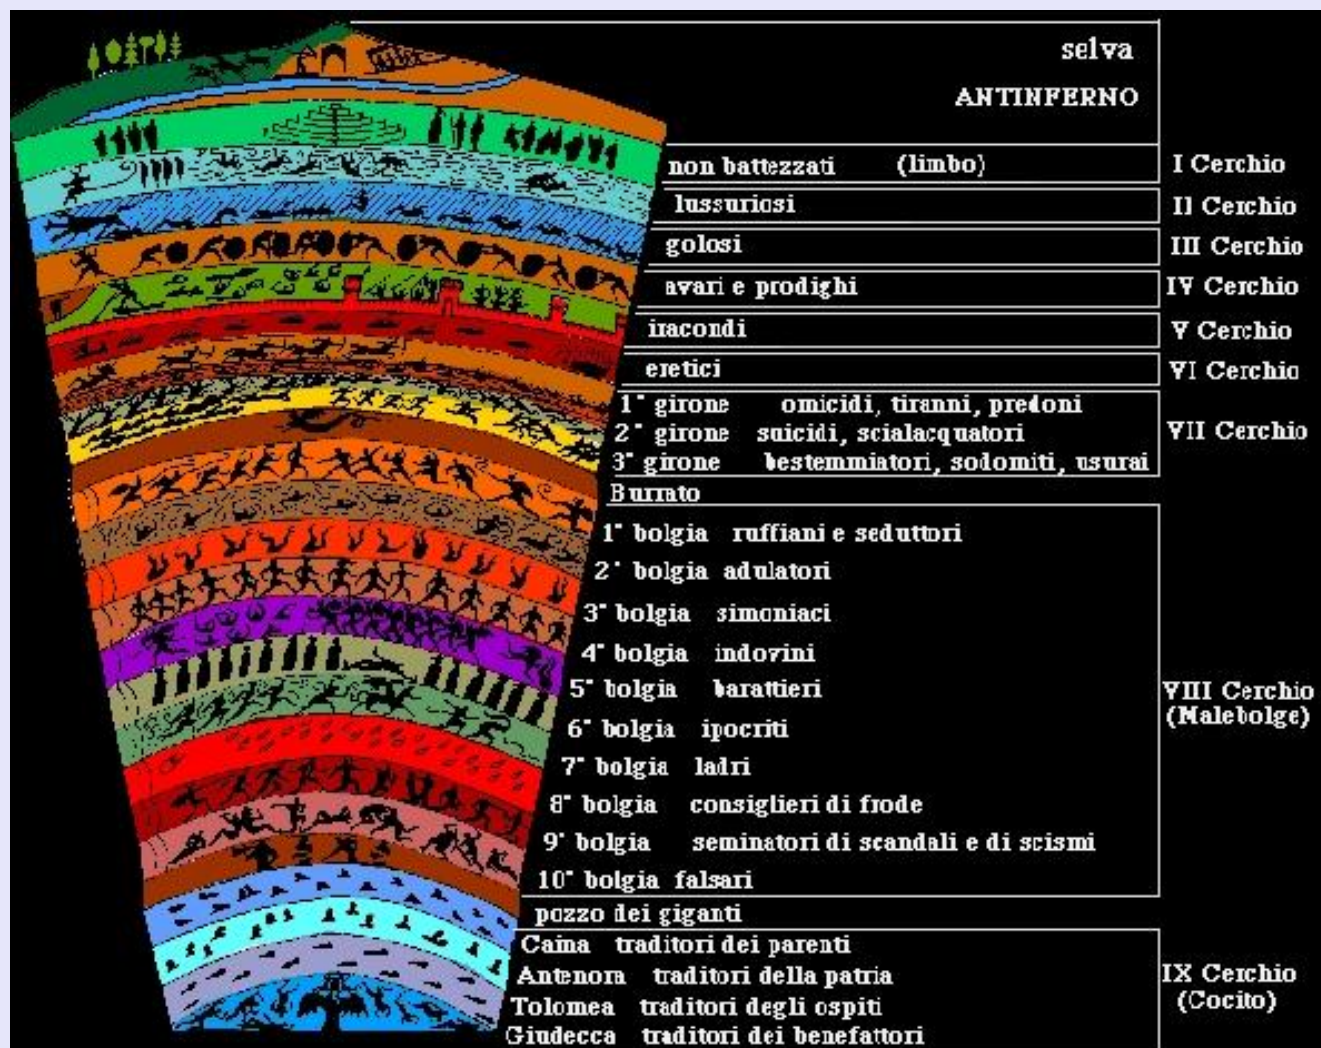 selva
ANTINFERNO
non battezzati (limbo) I Cerchio
lussuriosi II Cerchio
golosi III Cerchio
avari e prodighi IV Cerchio
iracondi V Cerchio
eretici VI Cerchio
1° girone omicidi, tiranni, predoni
2° girone suicidi, scialacquatori VII Cerchio
3° girone bestemmiatori, sodomiti, usurai
Burrato
1° bolgia ruffiani e seduttori
2° bolgia adulatori
3° bolgia simoniaci
4° bolgia indovini
5° bolgia barattieri VIII Cerchio
(Malebolge)
6° bolgia ipocriti
7° bolgia ladri
8° bolgia consiglieri di frode
9° bolgia seminatori di scandali e di scismi
10° bolgia falsari
pozzo dei giganti
Caina traditori dei parenti
Antenora traditori della patria IX Cerchio
(Cocito)
Tolomea traditori degli ospiti
Giudecca traditori dei benefattori